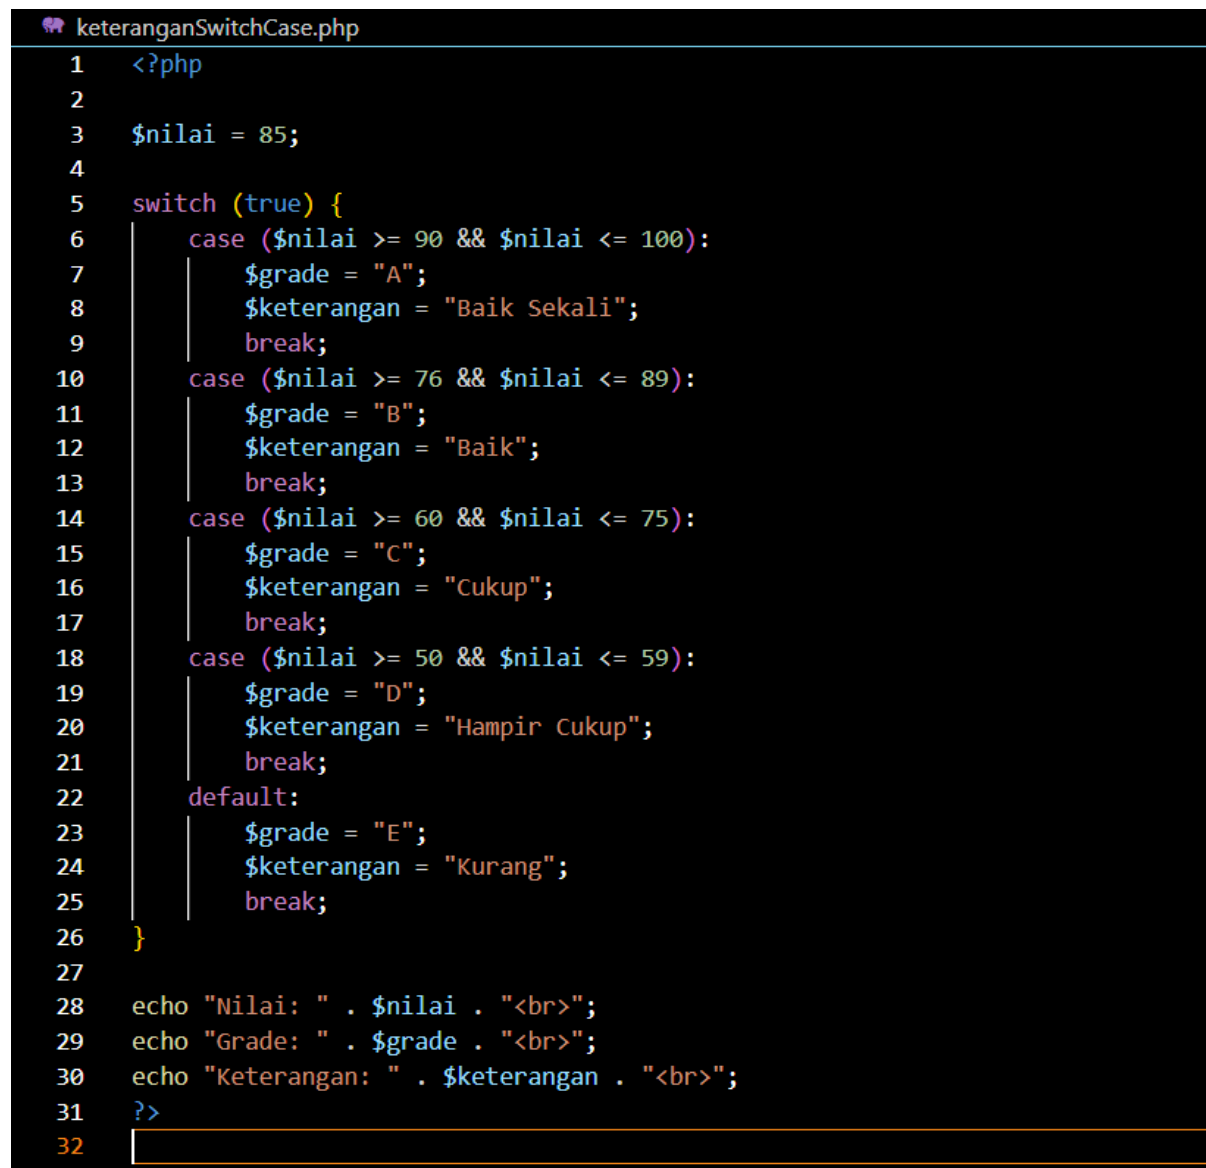 keteranganSwitchCase.php
1 <?php
2
3 $nilai = 85;
4
5 switch (true) {
6     case ($nilai >= 90 && $nilai <= 100):
7         $grade = "A";
8         $keterangan = "Baik Sekali";
9         break;
10     case ($nilai >= 76 && $nilai <= 89):
11         $grade = "B";
12         $keterangan = "Baik";
13         break;
14     case ($nilai >= 60 && $nilai <= 75):
15         $grade = "C";
16         $keterangan = "Cukup";
17         break;
18     case ($nilai >= 50 && $nilai <= 59):
19         $grade = "D";
20         $keterangan = "Hampir Cukup";
21         break;
22     default:
23         $grade = "E";
24         $keterangan = "Kurang";
25         break;
26 }
27
28 echo "Nilai: " . $nilai . "<br>";
29 echo "Grade: " . $grade . "<br>";
30 echo "Keterangan: " . $keterangan . "<br>";
31 ?>
32